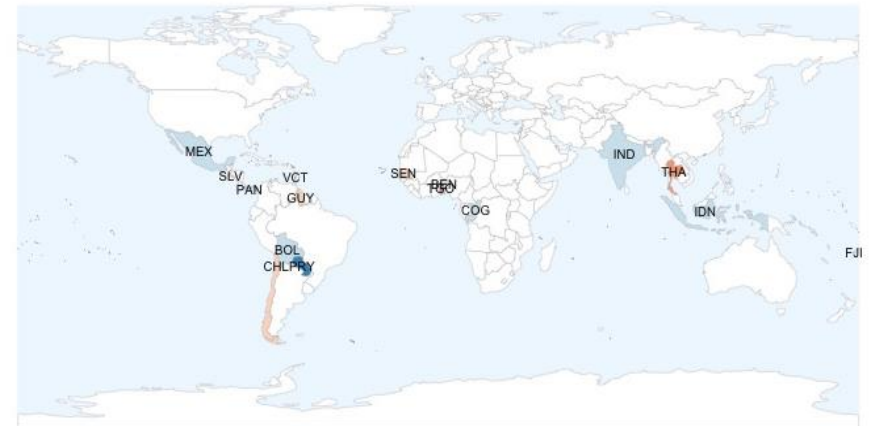 MEX
IND
SLV
VCT
SEN
THA
PAN
GUY
TGO
BEN
COG
IDN
BOL
FJI
CHL
PRY